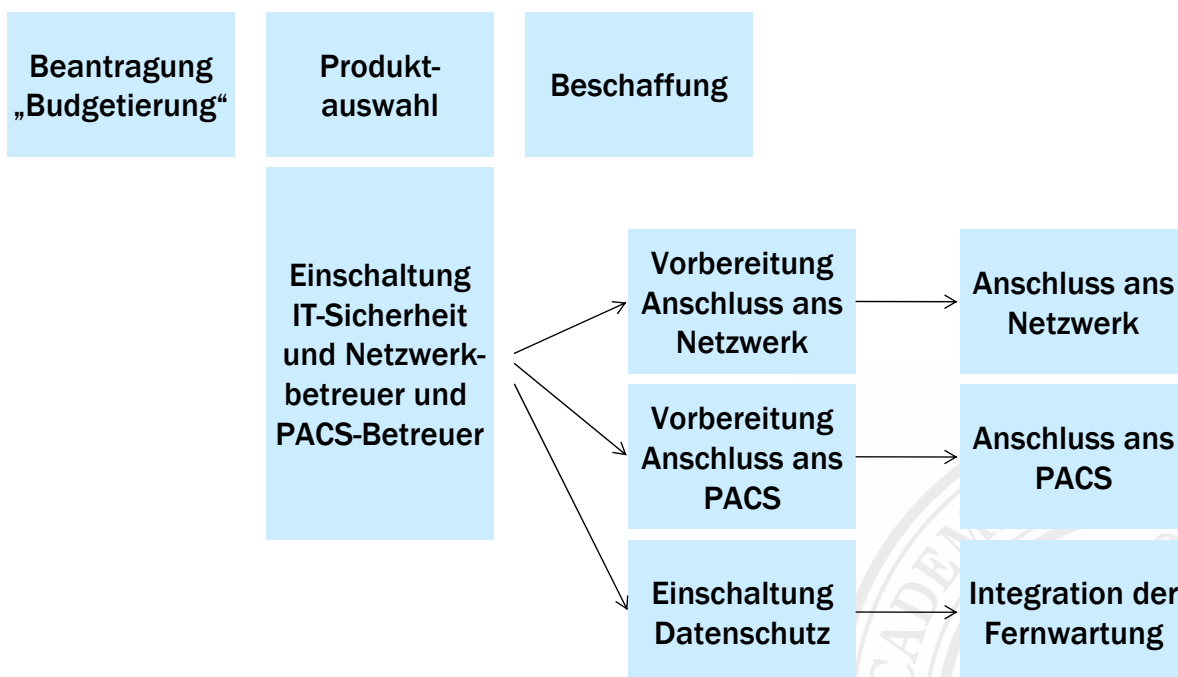 Beantragung
„Budgetierung“
Produkt-
auswahl
Beschaffung
Einschaltung
IT-Sicherheit
und Netzwerk-
betreuer und
PACS-Betreuer
Vorbereitung
Anschluss ans
Netzwerk
Anschluss ans
Netzwerk
Vorbereitung
Anschluss ans
PACS
Anschluss ans
PACS
Einschaltung
Datenschutz
Integration der
Fernwartung